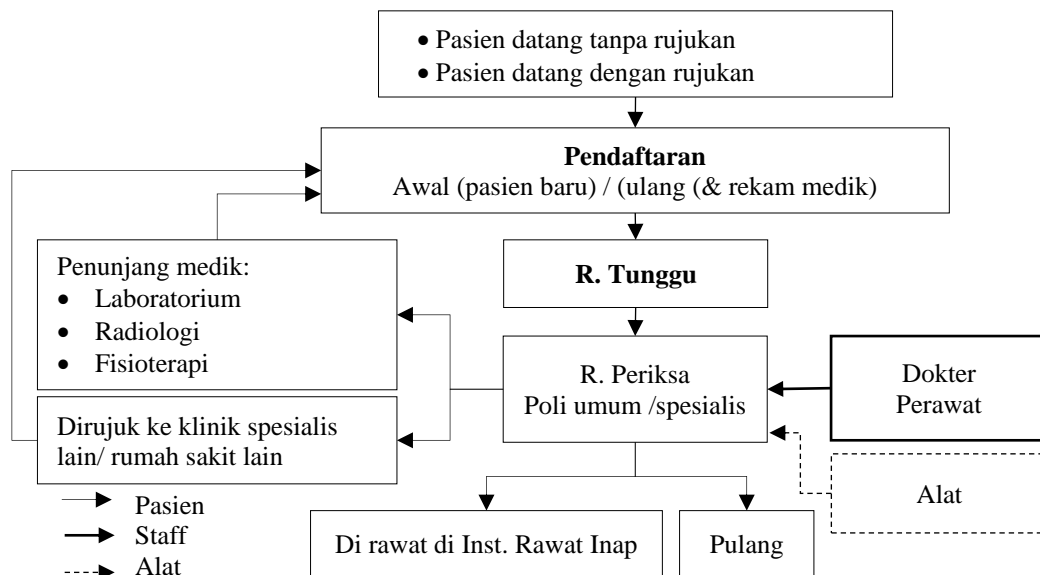 • Pasien datang tanpa rujukan
• Pasien datang dengan rujukan
Pendaftaran
Awal (pasien baru) / (ulang (& rekam medik)
R. Tunggu
Penunjang medik:
• Laboratorium
• Radiologi
• Fisioterapi
R. Periksa
Poli umum /spesialis
Dokter
Perawat
Dirujuk ke klinik spesialis
lain/ rumah sakit lain
Alat
Pasien
Staff
Alat
Di rawat di Inst. Rawat Inap
Pulang